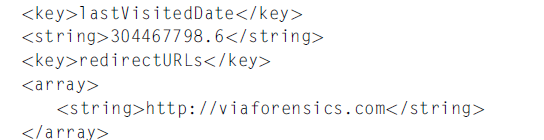 <key>lastVisitedDate</key>
<string>304467798.6</string>
<key>redirectURLs</key>
<array>
<string>http://viaforensics.com</string>
</array>